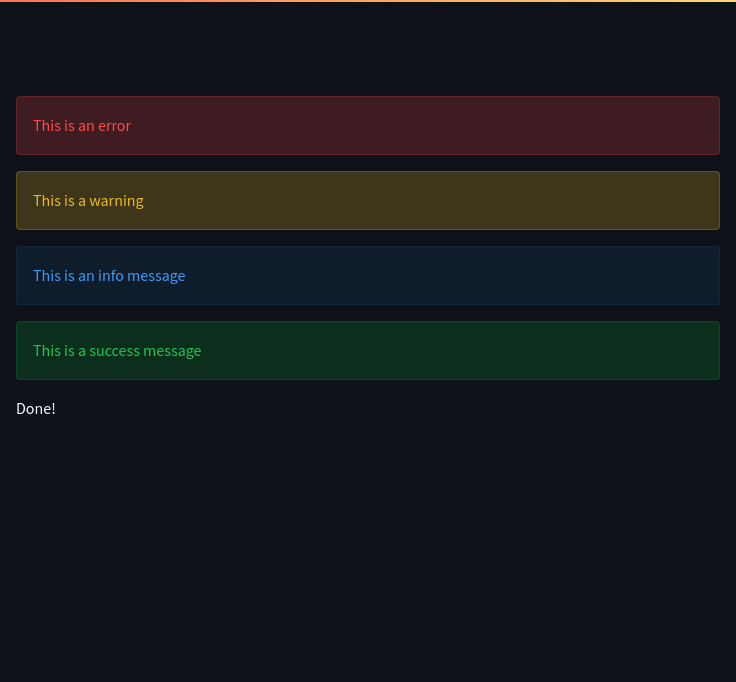 This is an error
This is a warning
This is an info message
This is a success message
Done!